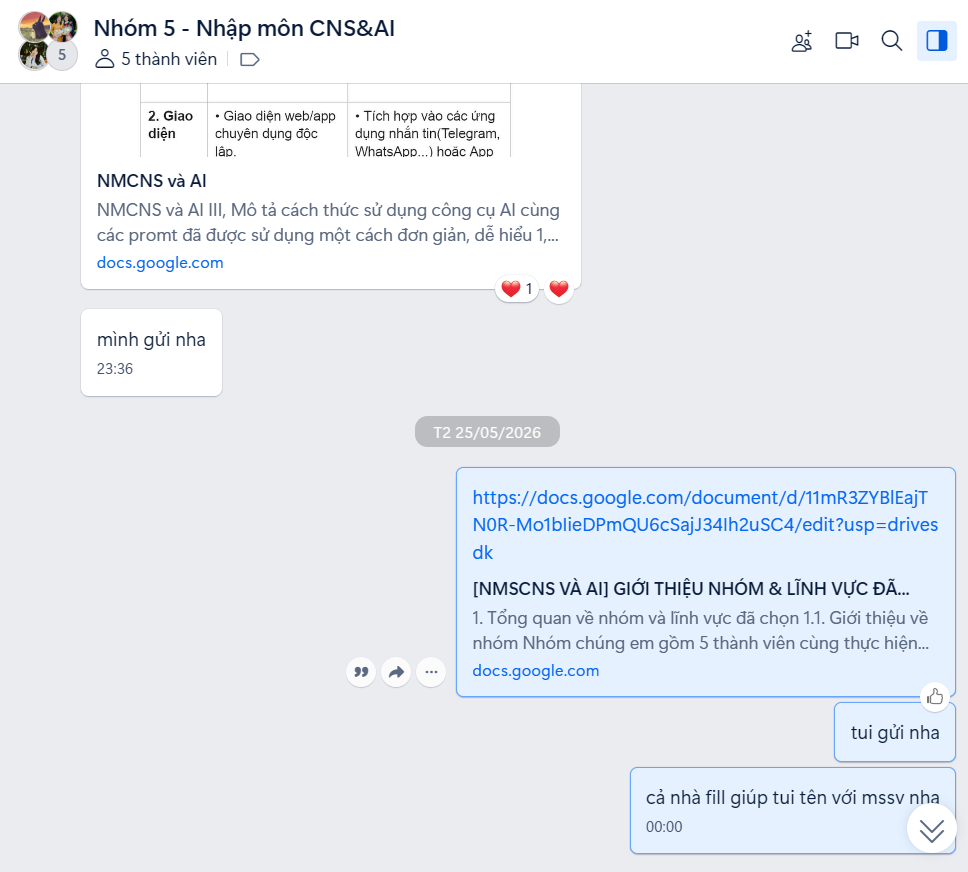 Nhóm 5 - Nhập môn CNS&AI
5
5 thành viên
2. Giao
diện
• Giao diện web/app
chuyên dụng độc
lập.
• Tích hợp vào các ứng
dụng nhắn tin(Telegram,
WhatsApp...) hoặc App
NMCNS và AI
NMCNS và AI III, Mô tả cách thức sử dụng công cụ AI cùng
các promt đã được sử dụng một cách đơn giản, dễ hiểu 1,...
docs.google.com
1
mình gửi nha
23:36
T2 25/05/2026
https://docs.google.com/document/d/11mR3ZYBlEajT
N0R-Mo1bIieDPmQU6cSajJ34Ih2uSC4/edit?usp=drives
dk
[NMSCNS VÀ AI] GIỚI THIỆU NHÓM & LĨNH VỰC ĐÃ...
1. Tổng quan về nhóm và lĩnh vực đã chọn 1.1. Giới thiệu về
nhóm Nhóm chúng em gồm 5 thành viên cùng thực hiện...
docs.google.com
tui gửi nha
cả nhà fill giúp tui tên với mssv nha
00:00